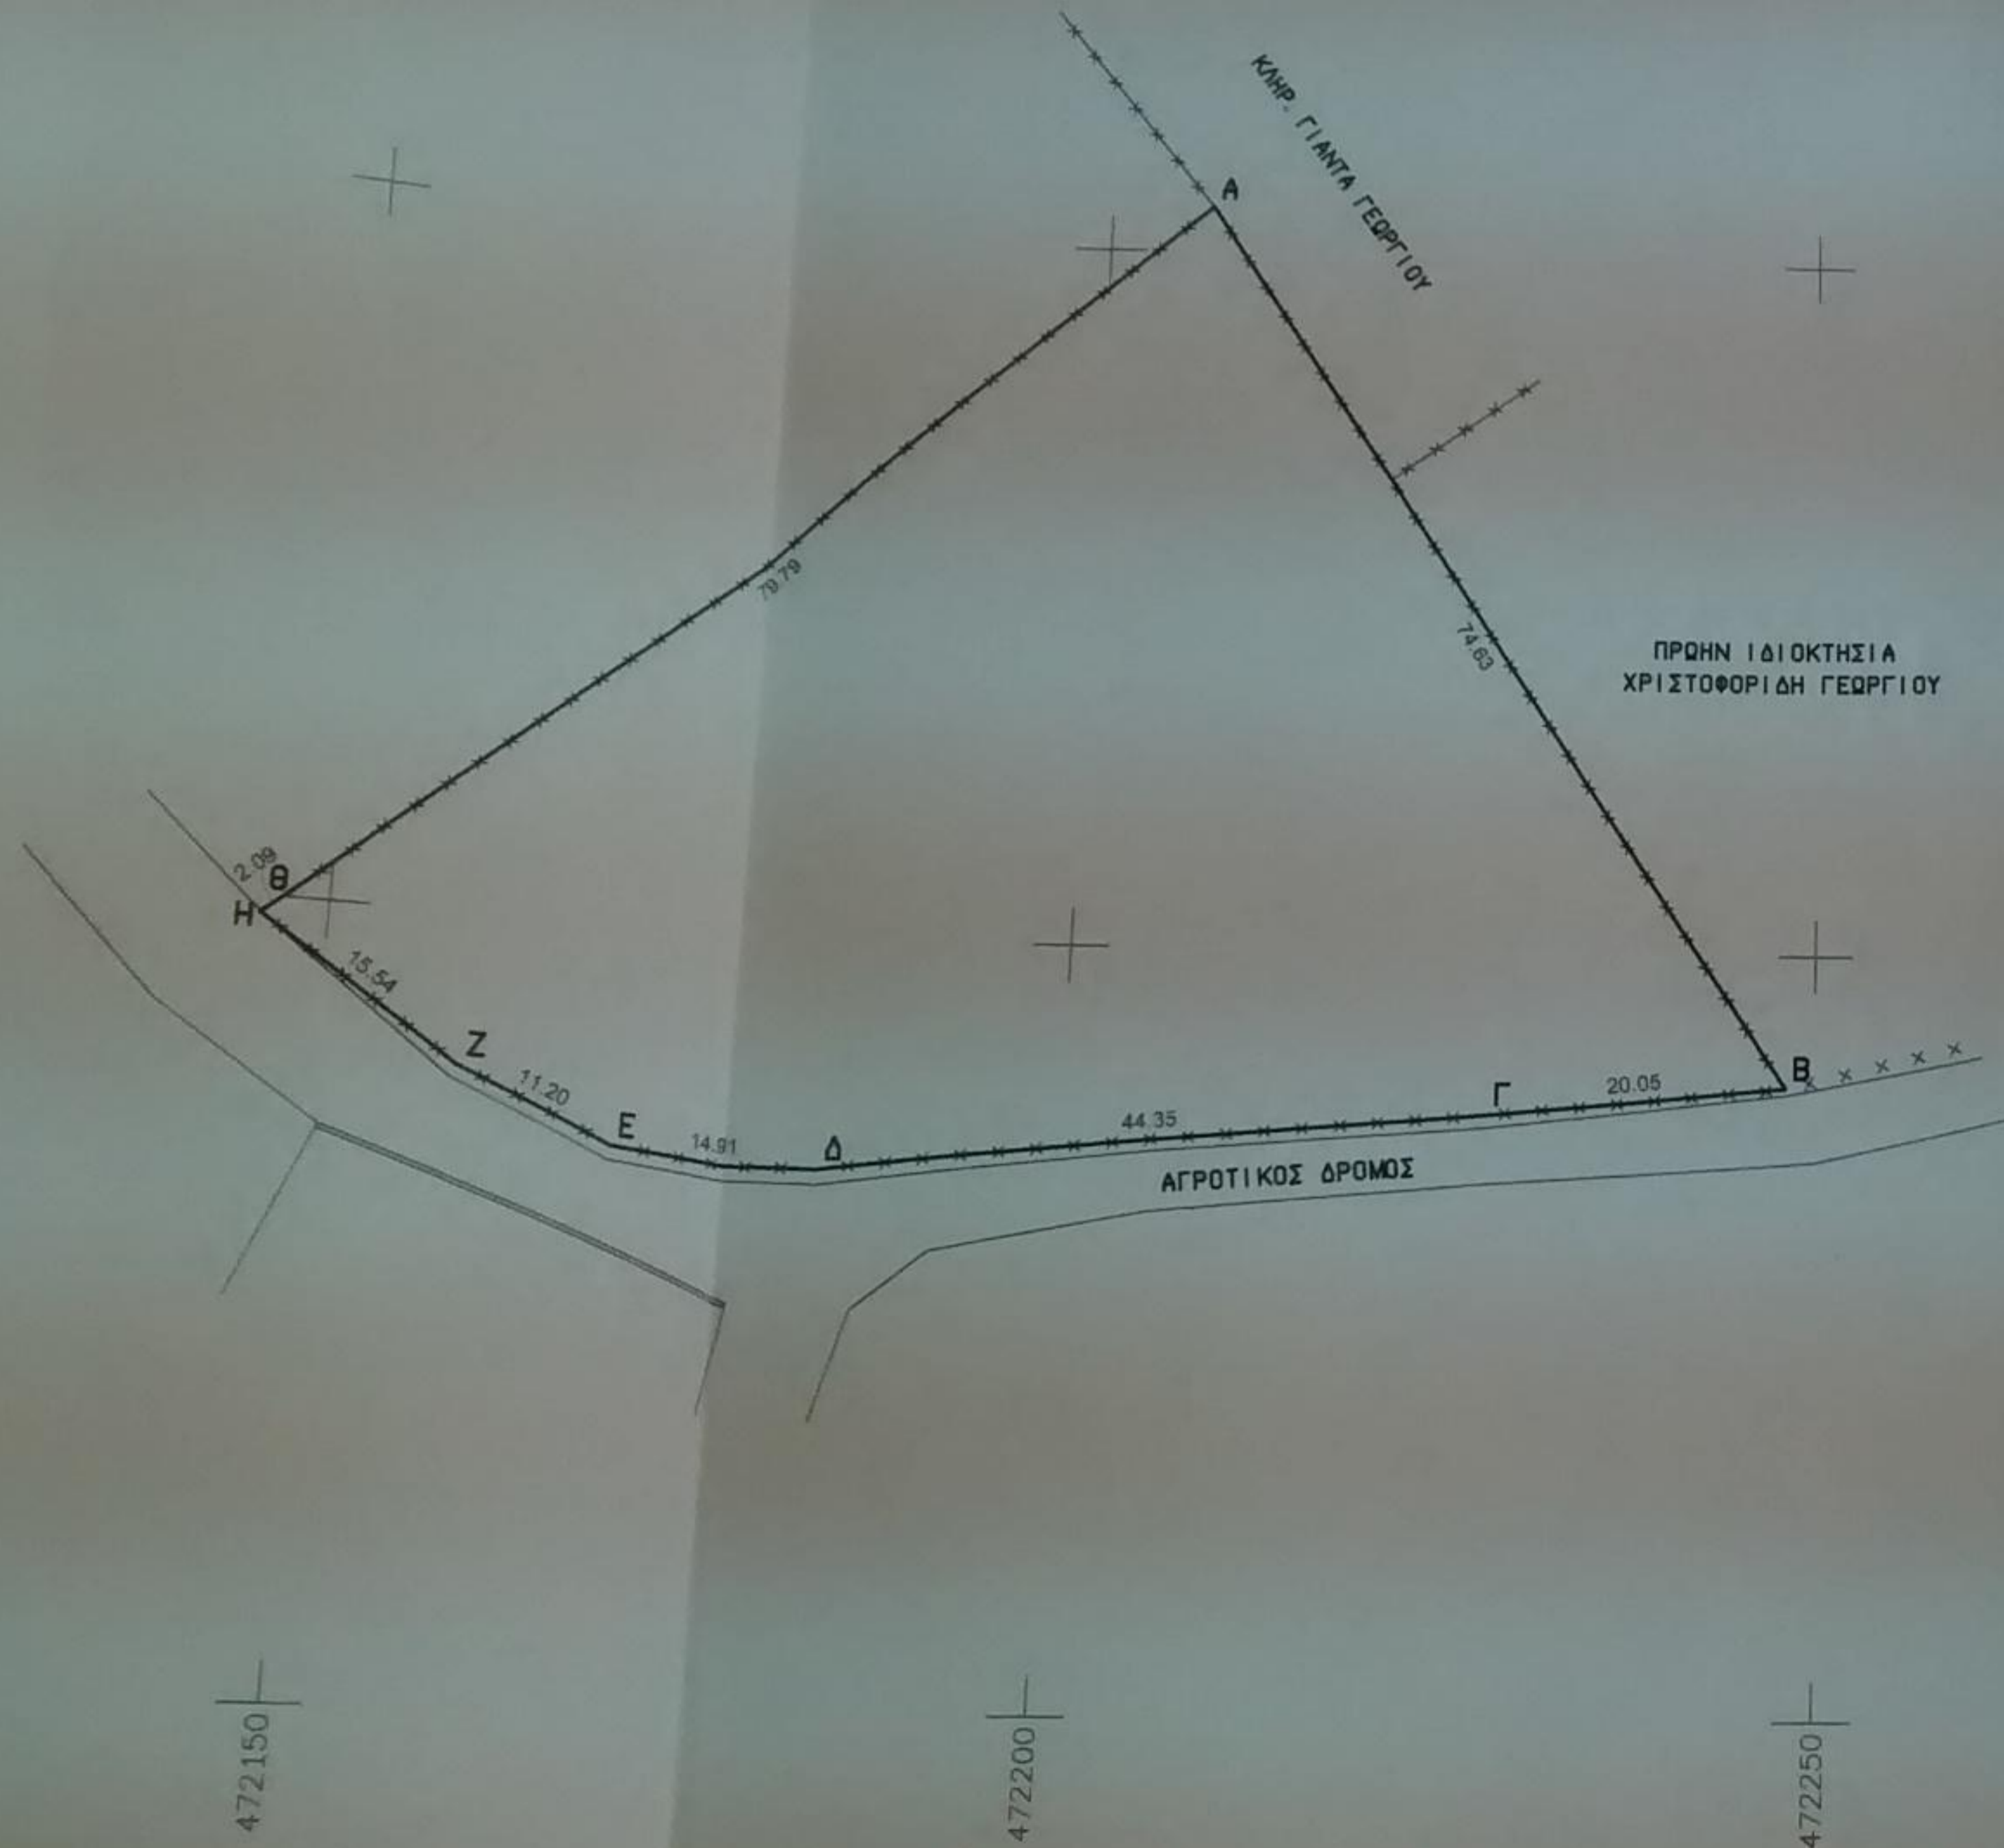 ΚΛΗΡ. ΓΙΑΝΤΑ ΓΕΩΡΓΙΟΥ
Α
79.79
74.63
ΠΡΩΗΝ ΙΔΙΟΚΤΗΣΙΑ
ΧΡΙΣΤΟΦΟΡΙΔΗ ΓΕΩΡΓΙΟΥ
2.09
Θ
Η
15.54
Ζ
11.20
Ε
14.91
Δ
44.35
Γ
20.05
Β
ΑΓΡΟΤΙΚΟΣ ΔΡΟΜΟΣ
472150
472200
472250